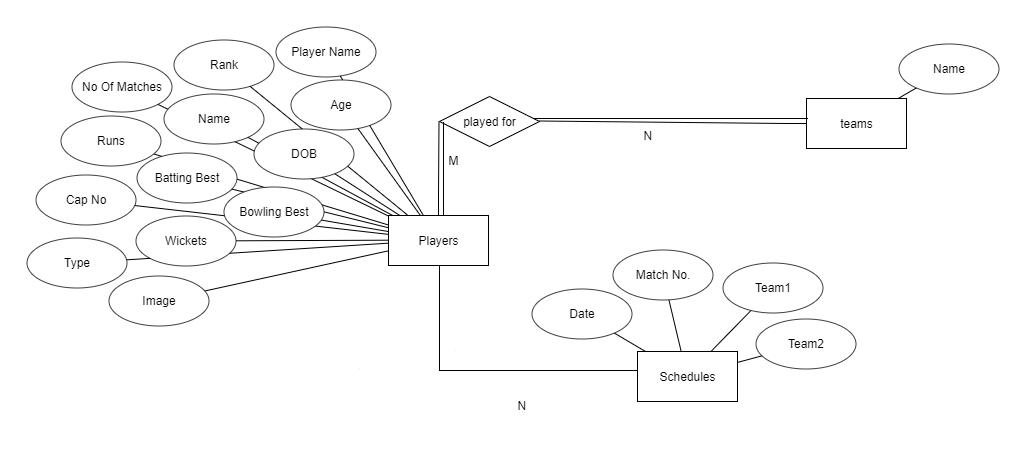 Player Name
Rank
Name
No Of Matches
Age
Name
played for
teams
N
Runs
DOB
M
Batting Best
Cap No
Bowling Best
Wickets
Players
Type
Match No.
Team1
Image
Date
Team2
Schedules
N